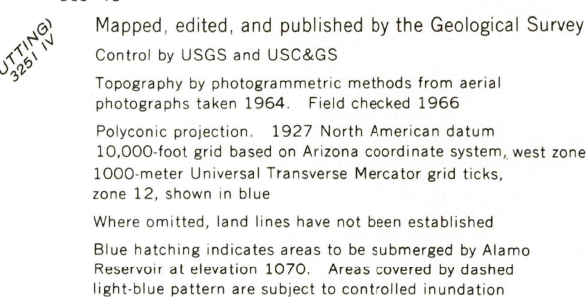 UTTING)
3251 IV
Mapped, edited, and published by the Geological Survey
Control by USGS and USC&GS
Topography by photogrammetric methods from aerial
photographs taken 1964. Field checked 1966
Polyconic projection. 1927 North American datum
10,000-foot grid based on Arizona coordinate system, west zone
1000-meter Universal Transverse Mercator grid ticks,
zone 12, shown in blue
Where omitted, land lines have not been established
Blue hatching indicates areas to be submerged by Alamo
Reservoir at elevation 1070. Areas covered by dashed
light-blue pattern are subject to controlled inundation